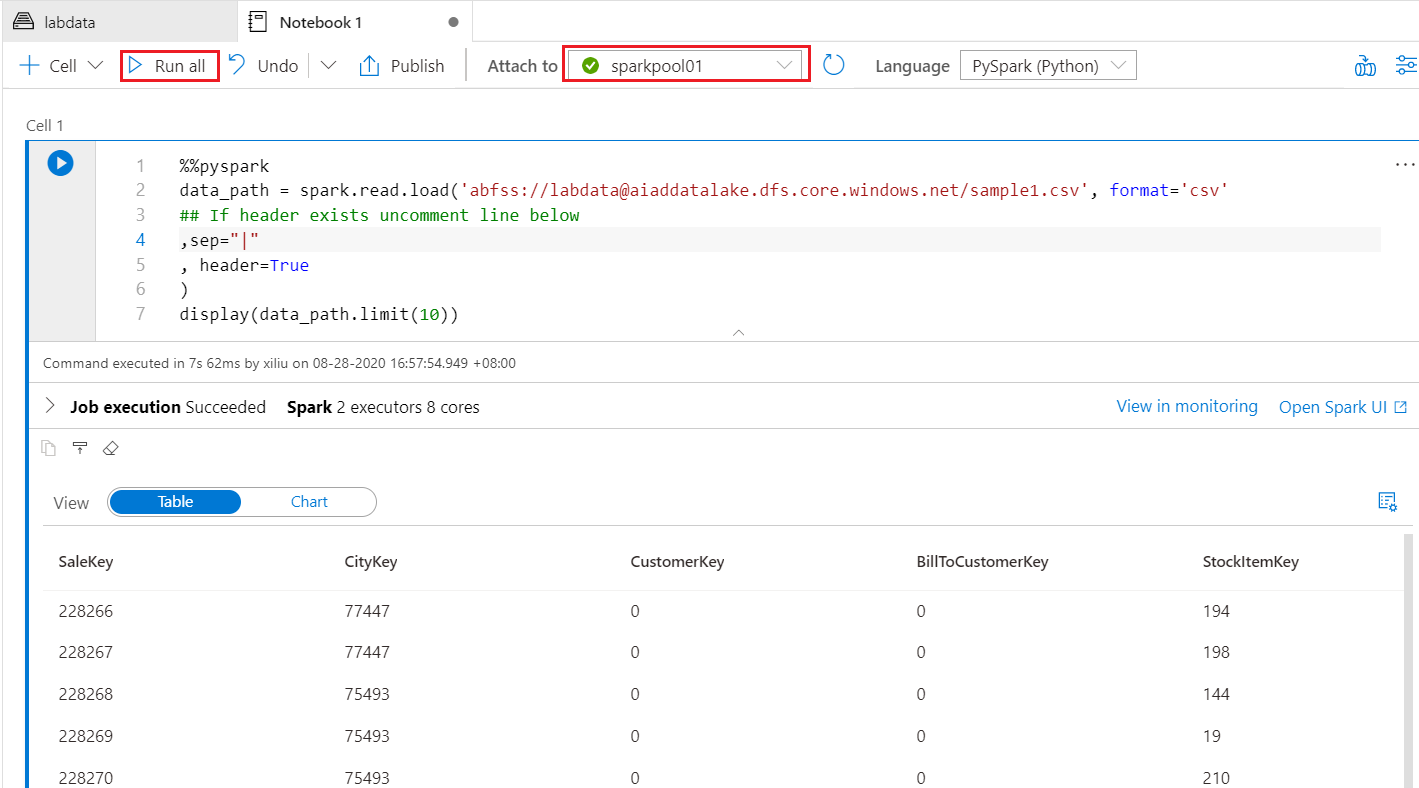 labdata Notebook 1
Cell Run all Undo Publish Attach to sparkpool01 Language PySpark (Python)
Cell 1
1 %%pyspark
2 data_path = spark.read.load('abfss://labdata@aiaddatalake.dfs.core.windows.net/sample1.csv', format='csv'
3 ## If header exists uncomment line below
4 ,sep="|"
5 , header=True
6 )
7 display(data_path.limit(10))
Command executed in 7s 62ms by xiliu on 08-28-2020 16:57:54.949 +08:00
Job execution Succeeded Spark 2 executors 8 cores View in monitoring Open Spark UI
View Table Chart
SaleKey CityKey CustomerKey BillToCustomerKey StockItemKey
228266 77447 0 0 194
228267 77447 0 0 198
228268 75493 0 0 144
228269 75493 0 0 19
228270 75493 0 0 210